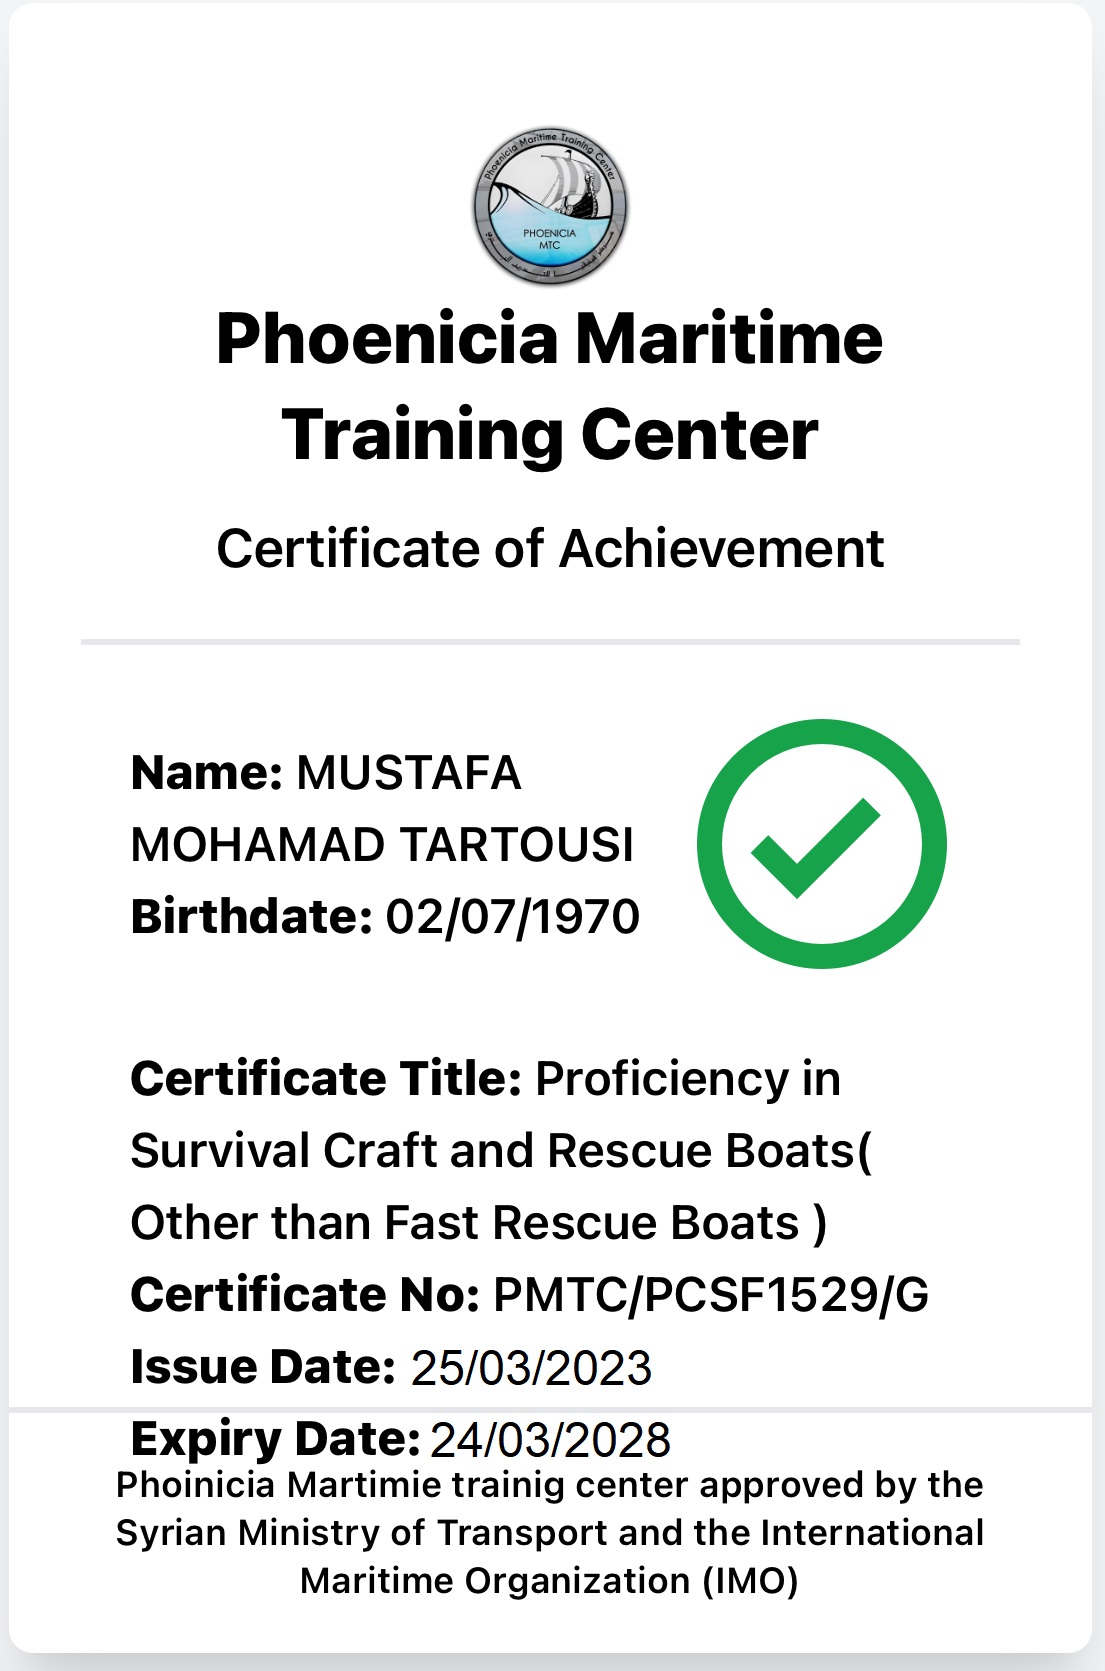 Phoenicia Maritime Training Center
PHOENICIA
MTC
Phoenicia Maritime
Training Center
Certificate of Achievement
Name: MUSTAFA
MOHAMAD TARTOUSI
Birthdate: 02/07/1970
Certificate Title: Proficiency in
Survival Craft and Rescue Boats(
Other than Fast Rescue Boats )
Certificate No: PMTC/PCSF1529/G
Issue Date: 25/03/2023
Expiry Date: 24/03/2028
Phoinicia Martimie trainig center approved by the
Syrian Ministry of Transport and the International
Maritime Organization (IMO)